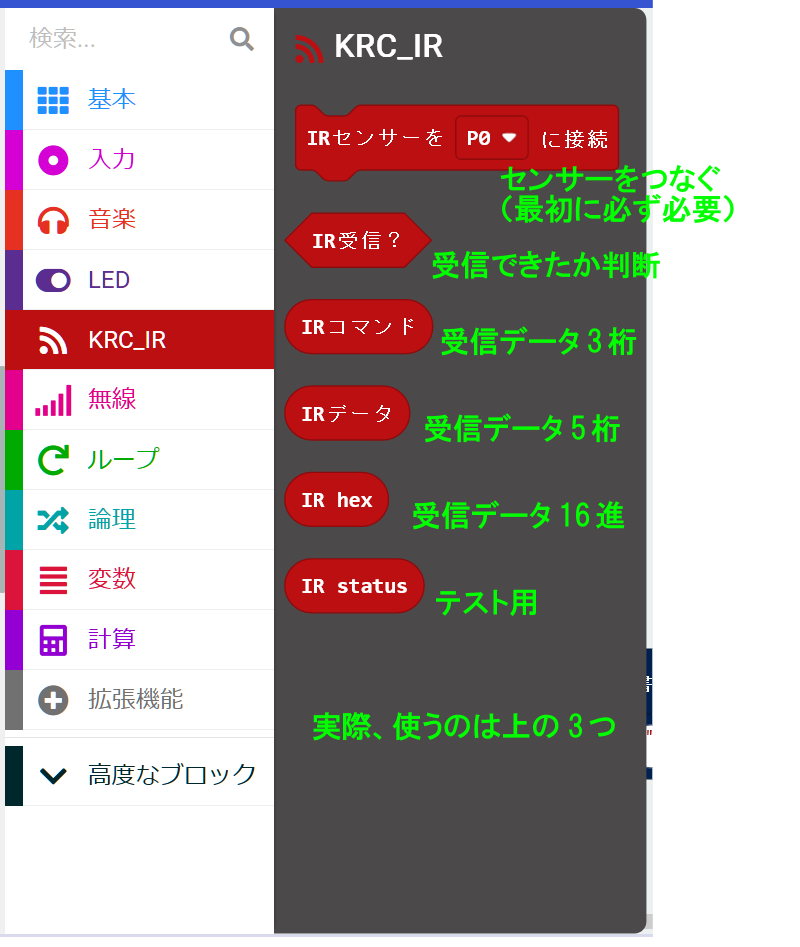 検索...
基本
入力
音楽
LED
KRC_IR
無線
ループ
論理
変数
計算
拡張機能
高度なブロック
KRC_IR
IRセンサーを P0 に接続
センサーをつなぐ
（最初に必ず必要）
IR受信？
受信できたか判断
IRコマンド
受信データ3桁
IRデータ
受信データ5桁
IR hex
受信データ16進
IR status
テスト用
実際、使うのは上の3つ